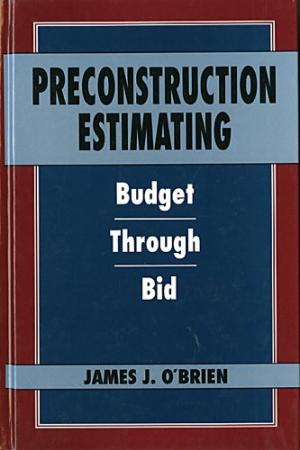 PRECONSTRUCTION
ESTIMATING
Budget
Through
Bid
JAMES J. O'BRIEN